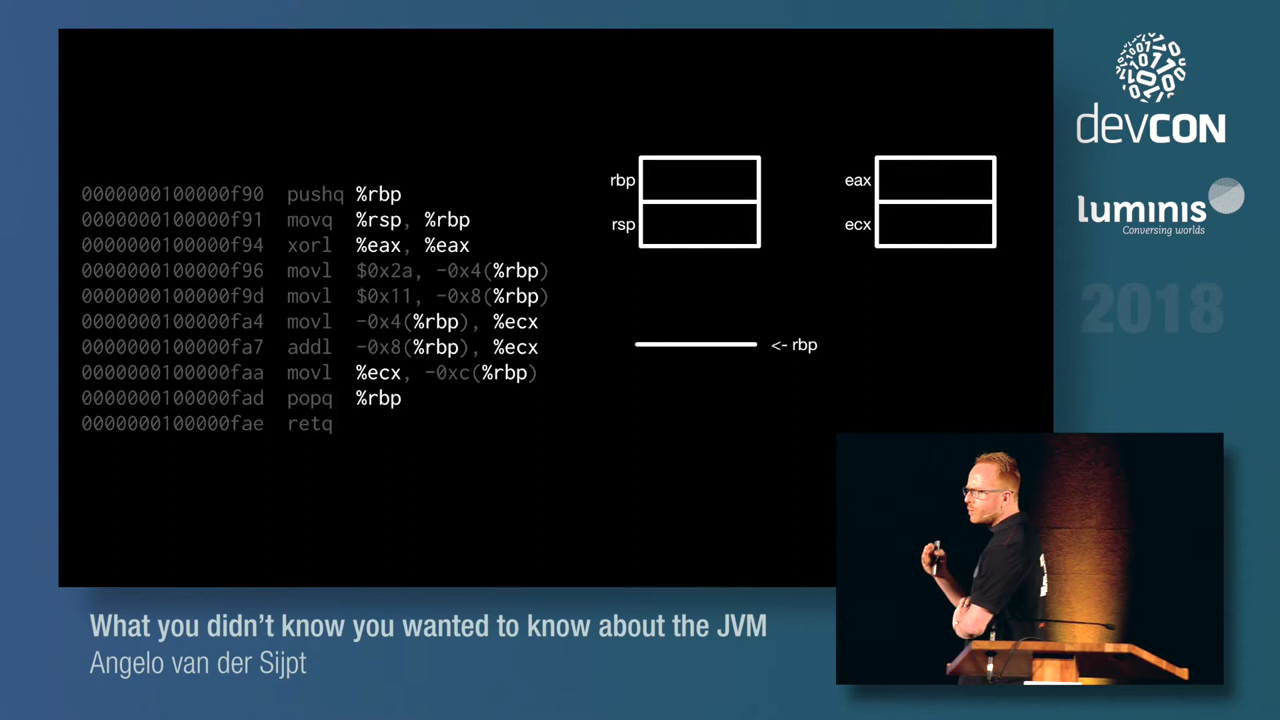 0000000100000f90 pushq %rbp
0000000100000f91 movq %rsp, %rbp
0000000100000f94 xorl %eax, %eax
0000000100000f96 movl $0x2a, -0x4(%rbp)
0000000100000f9d movl $0x11, -0x8(%rbp)
0000000100000fa4 movl -0x4(%rbp), %ecx
0000000100000fa7 addl -0x8(%rbp), %ecx
0000000100000faa movl %ecx, -0xc(%rbp)
0000000100000fad popq %rbp
0000000100000fae retq
rbp
rsp
eax
ecx
<- rbp
devCON
luminis
Conversing worlds
2018
What you didn't know you wanted to know about the JVM
Angelo van der Sijpt